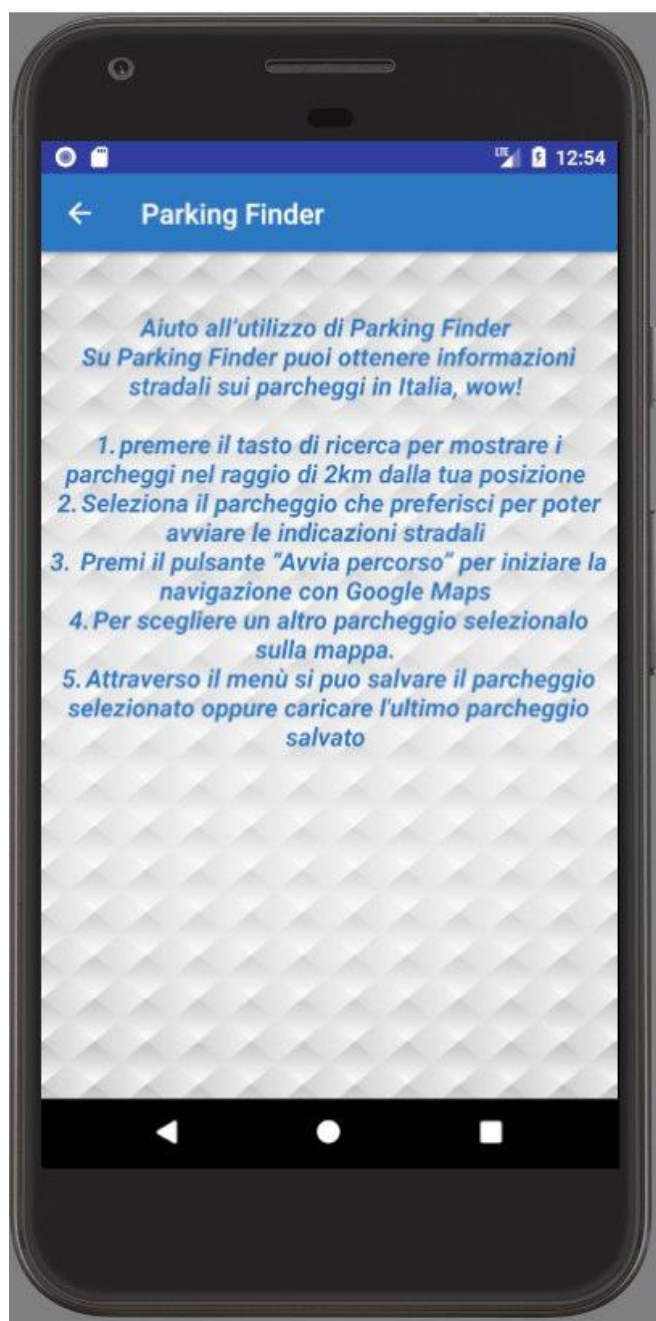 LTE 12:54
Parking Finder
Aiuto all'utilizzo di Parking Finder
Su Parking Finder puoi ottenere informazioni
stradali sui parcheggi in Italia, wow!
1. premere il tasto di ricerca per mostrare i
parcheggi nel raggio di 2km dalla tua posizione
2. Seleziona il parcheggio che preferisci per poter
avviare le indicazioni stradali
3. Premi il pulsante "Avvia percorso" per iniziare la
navigazione con Google Maps
4. Per scegliere un altro parcheggio selezionalo
sulla mappa.
5. Attraverso il menù si puo salvare il parcheggio
selezionato oppure caricare l'ultimo parcheggio
salvato